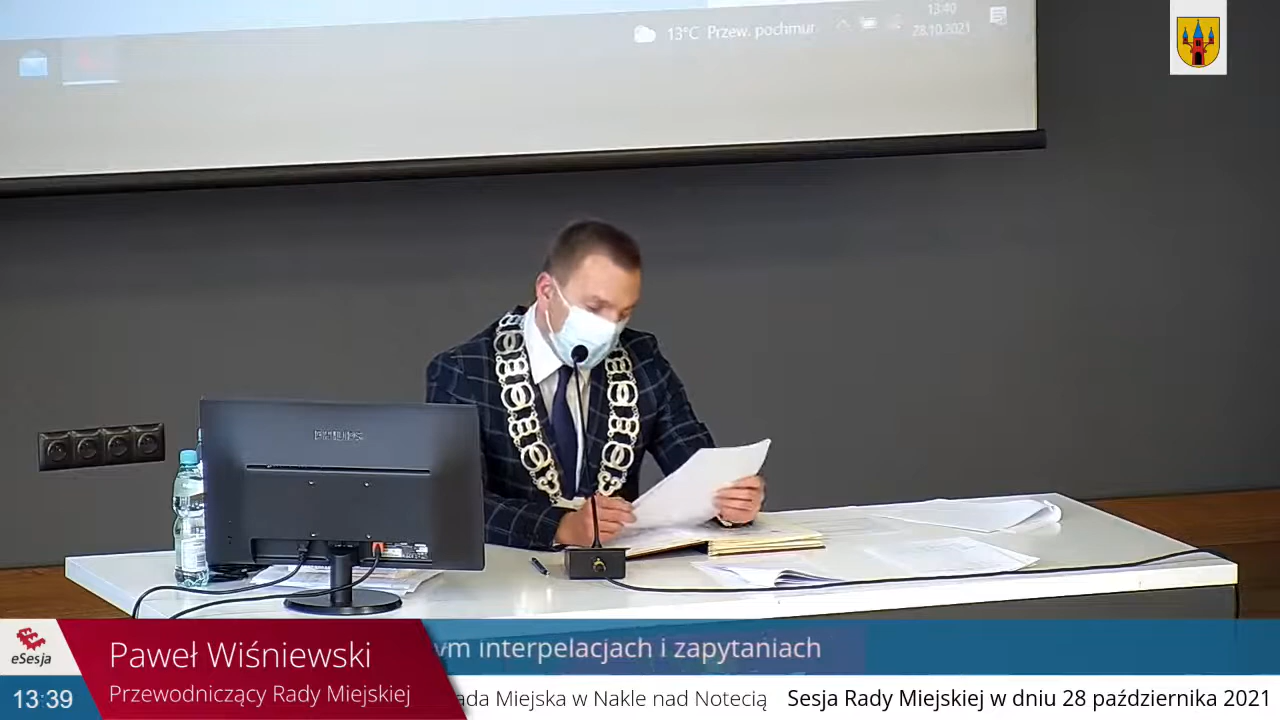 13°C Przew. pochmur.
13:40
28.10.2021
PHILIPS
eSesja
13:39
Paweł Wiśniewski
Przewodniczący Rady Miejskiej
ym interpelacjach i zapytaniach
ada Miejska w Nakle nad Notecią
Sesja Rady Miejskiej w dniu 28 października 2021